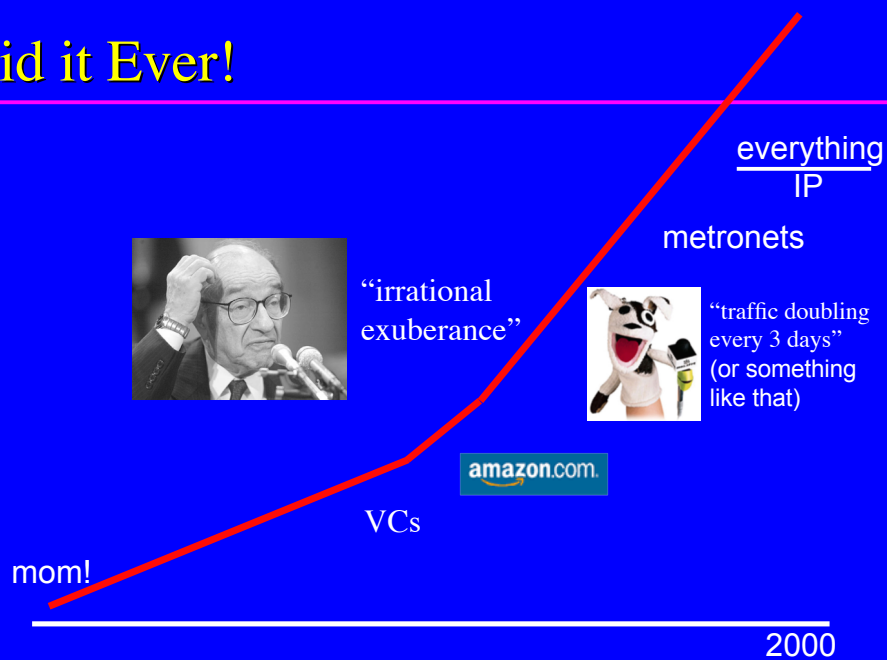 id it Ever!
everything
IP
metronets
“irrational
exuberance”
“traffic doubling
every 3 days”
(or something
like that)
amazon.com.
VCs
mom!
2000